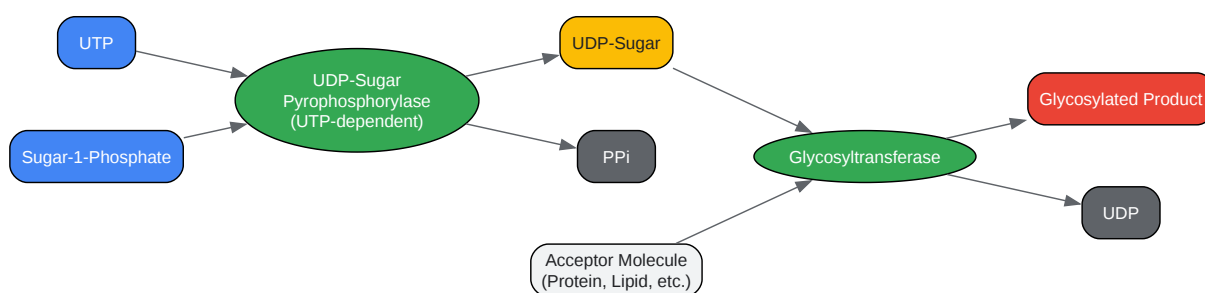 UTP
Sugar-1-Phosphate
UDP-Sugar
Pyrophosphorylase
(UTP-dependent)
UDP-Sugar
PPi
Acceptor Molecule
(Protein, Lipid, etc.)
Glycosyltransferase
Glycosylated Product
UDP